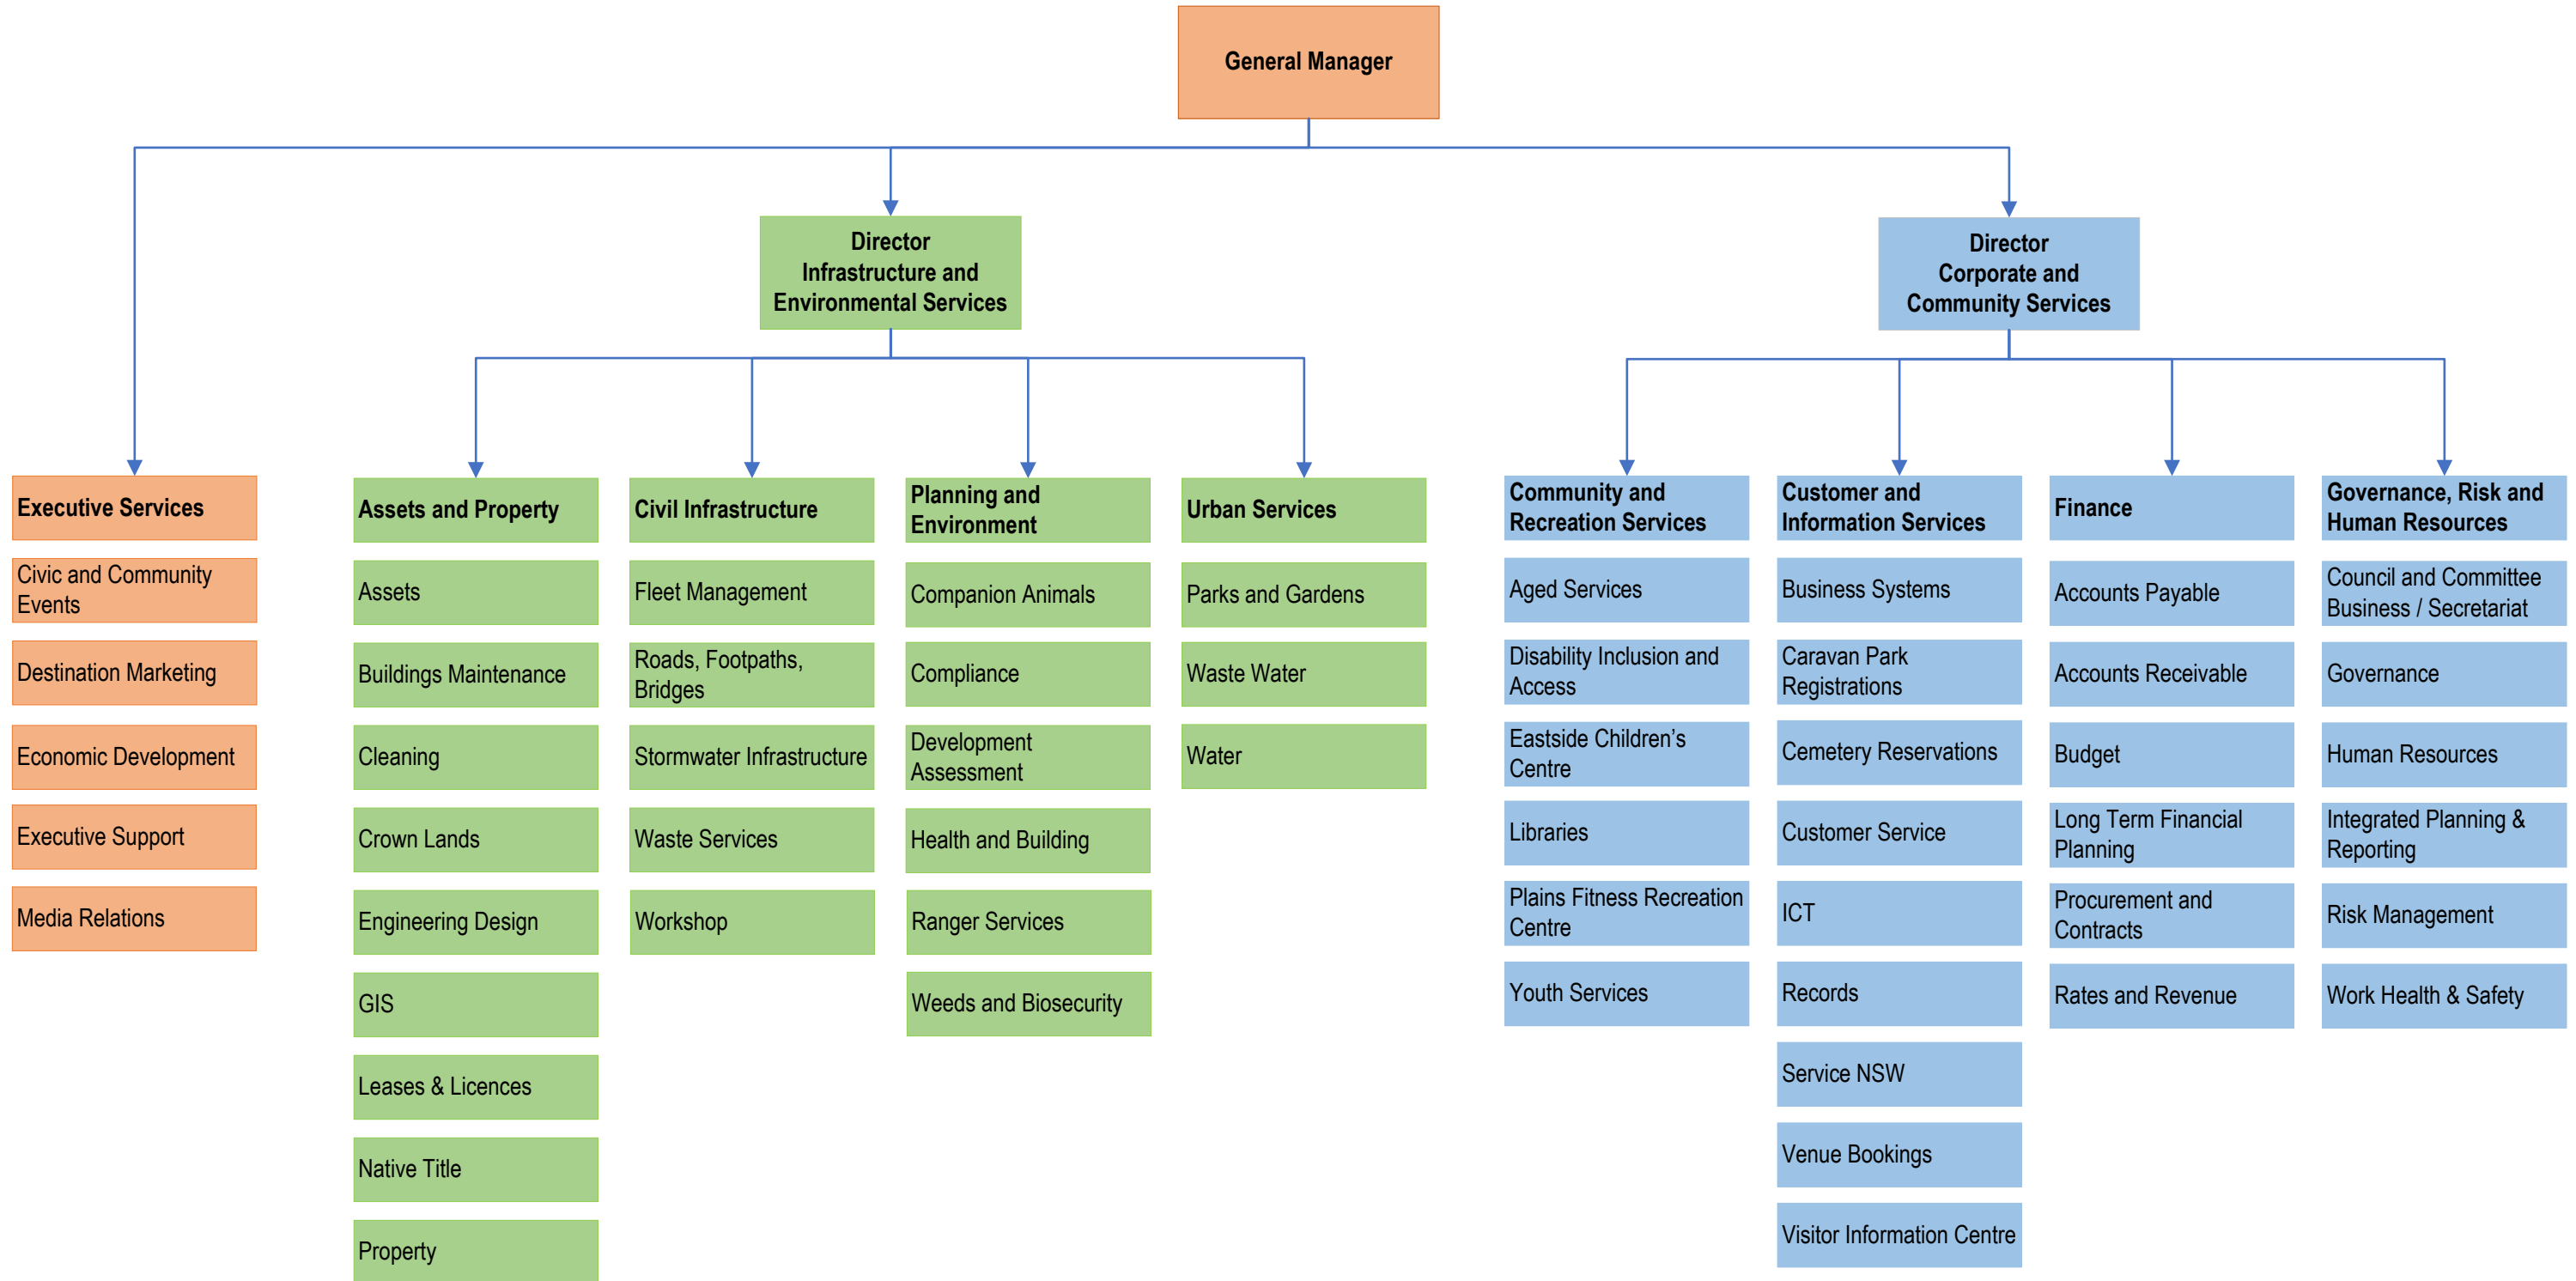 General Manager
Director
Infrastructure and
Environmental Services
Director
Corporate and
Community Services
Executive Services
Civic and Community
Events
Destination Marketing
Economic Development
Executive Support
Media Relations
Assets and Property
Assets
Buildings Maintenance
Cleaning
Crown Lands
Engineering Design
GIS
Leases & Licences
Native Title
Property
Civil Infrastructure
Fleet Management
Roads, Footpaths,
Bridges
Stormwater Infrastructure
Waste Services
Workshop
Planning and
Environment
Companion Animals
Compliance
Development
Assessment
Health and Building
Ranger Services
Weeds and Biosecurity
Urban Services
Parks and Gardens
Waste Water
Water
Community and
Recreation Services
Aged Services
Disability Inclusion and
Access
Eastside Children’s
Centre
Libraries
Plains Fitness Recreation
Centre
Youth Services
Customer and
Information Services
Business Systems
Caravan Park
Registrations
Cemetery Reservations
Customer Service
ICT
Records
Service NSW
Venue Bookings
Visitor Information Centre
Finance
Accounts Payable
Accounts Receivable
Budget
Long Term Financial
Planning
Procurement and
Contracts
Rates and Revenue
Governance, Risk and
Human Resources
Council and Committee
Business / Secretariat
Governance
Human Resources
Integrated Planning &
Reporting
Risk Management
Work Health & Safety